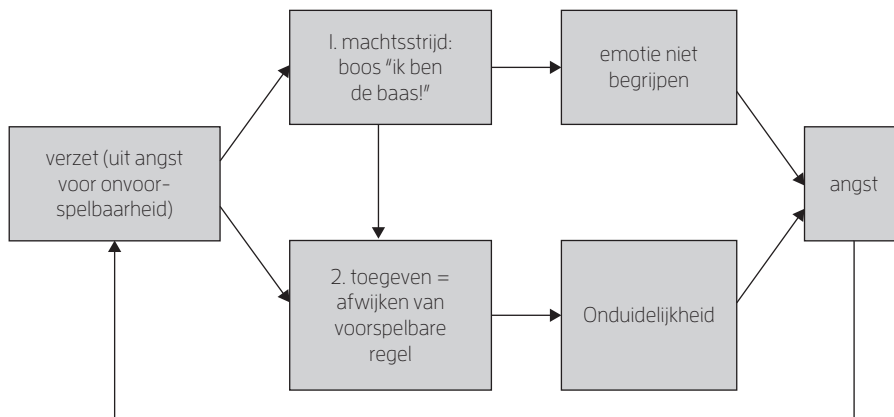 1. machtsstrijd:
boos "ik ben
de baas!"
emotie niet
begrijpen
verzet (uit angst
voor onvoor-
spelbaarheid)
angst
2. toegeven =
afwijken van
voorspelbare
regel
Onduidelijkheid